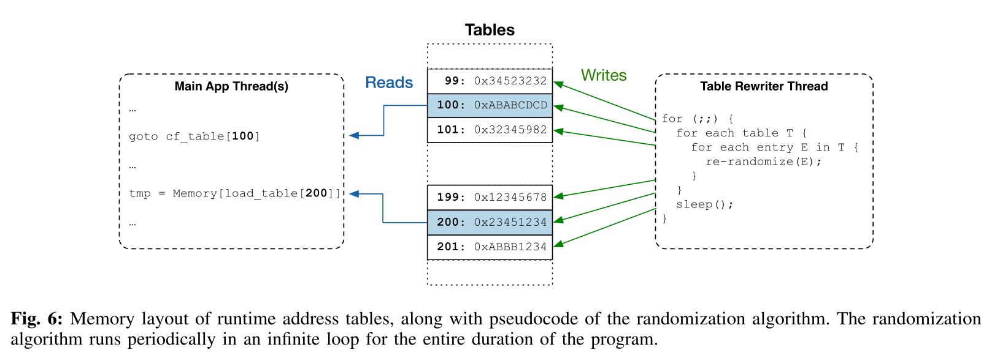 Tables
Main App Thread(s)
…
goto cf_table[100]
…
tmp = Memory[load_table[200]]
…
Reads
99: 0x34523232
100: 0xABABCDCD
101: 0x32345982
199: 0x12345678
200: 0x23451234
201: 0xABBB1234
Writes
Table Rewriter Thread
for (;;) {
for each table T {
for each entry E in T {
re-randomize(E);
}
}
sleep();
}
Fig. 6: Memory layout of runtime address tables, along with pseudocode of the randomization algorithm. The randomization
algorithm runs periodically in an infinite loop for the entire duration of the program.